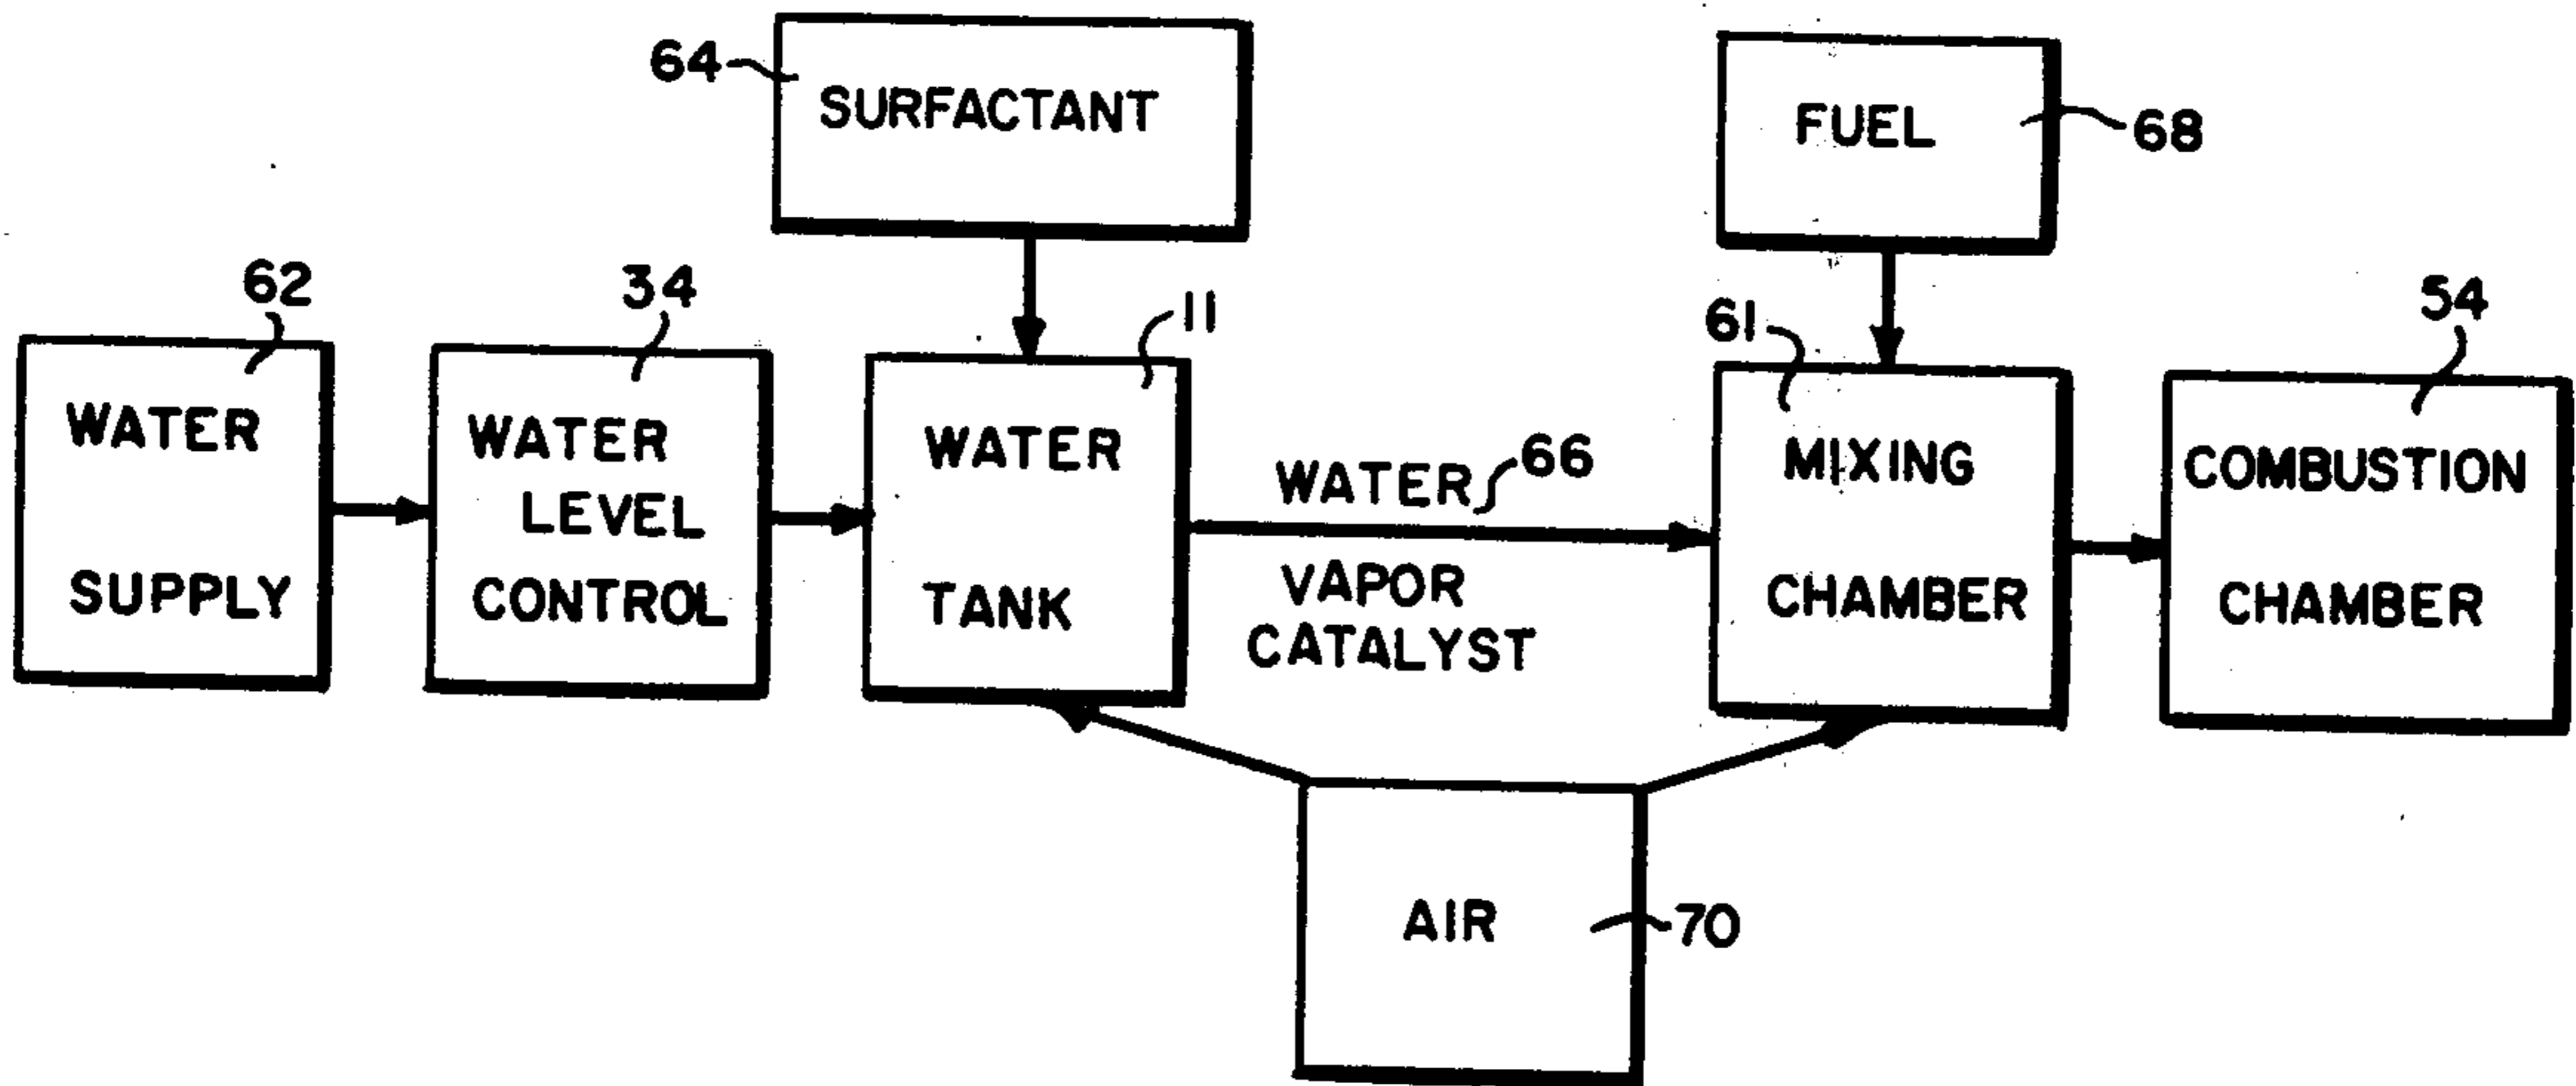 64
SURFACTANT
FUEL
68
62
WATER
SUPPLY
34
WATER
LEVEL
CONTROL
11
WATER
TANK
WATER
66
VAPOR
CATALYST
61
MIXING
CHAMBER
54
COMBUSTION
CHAMBER
AIR
70